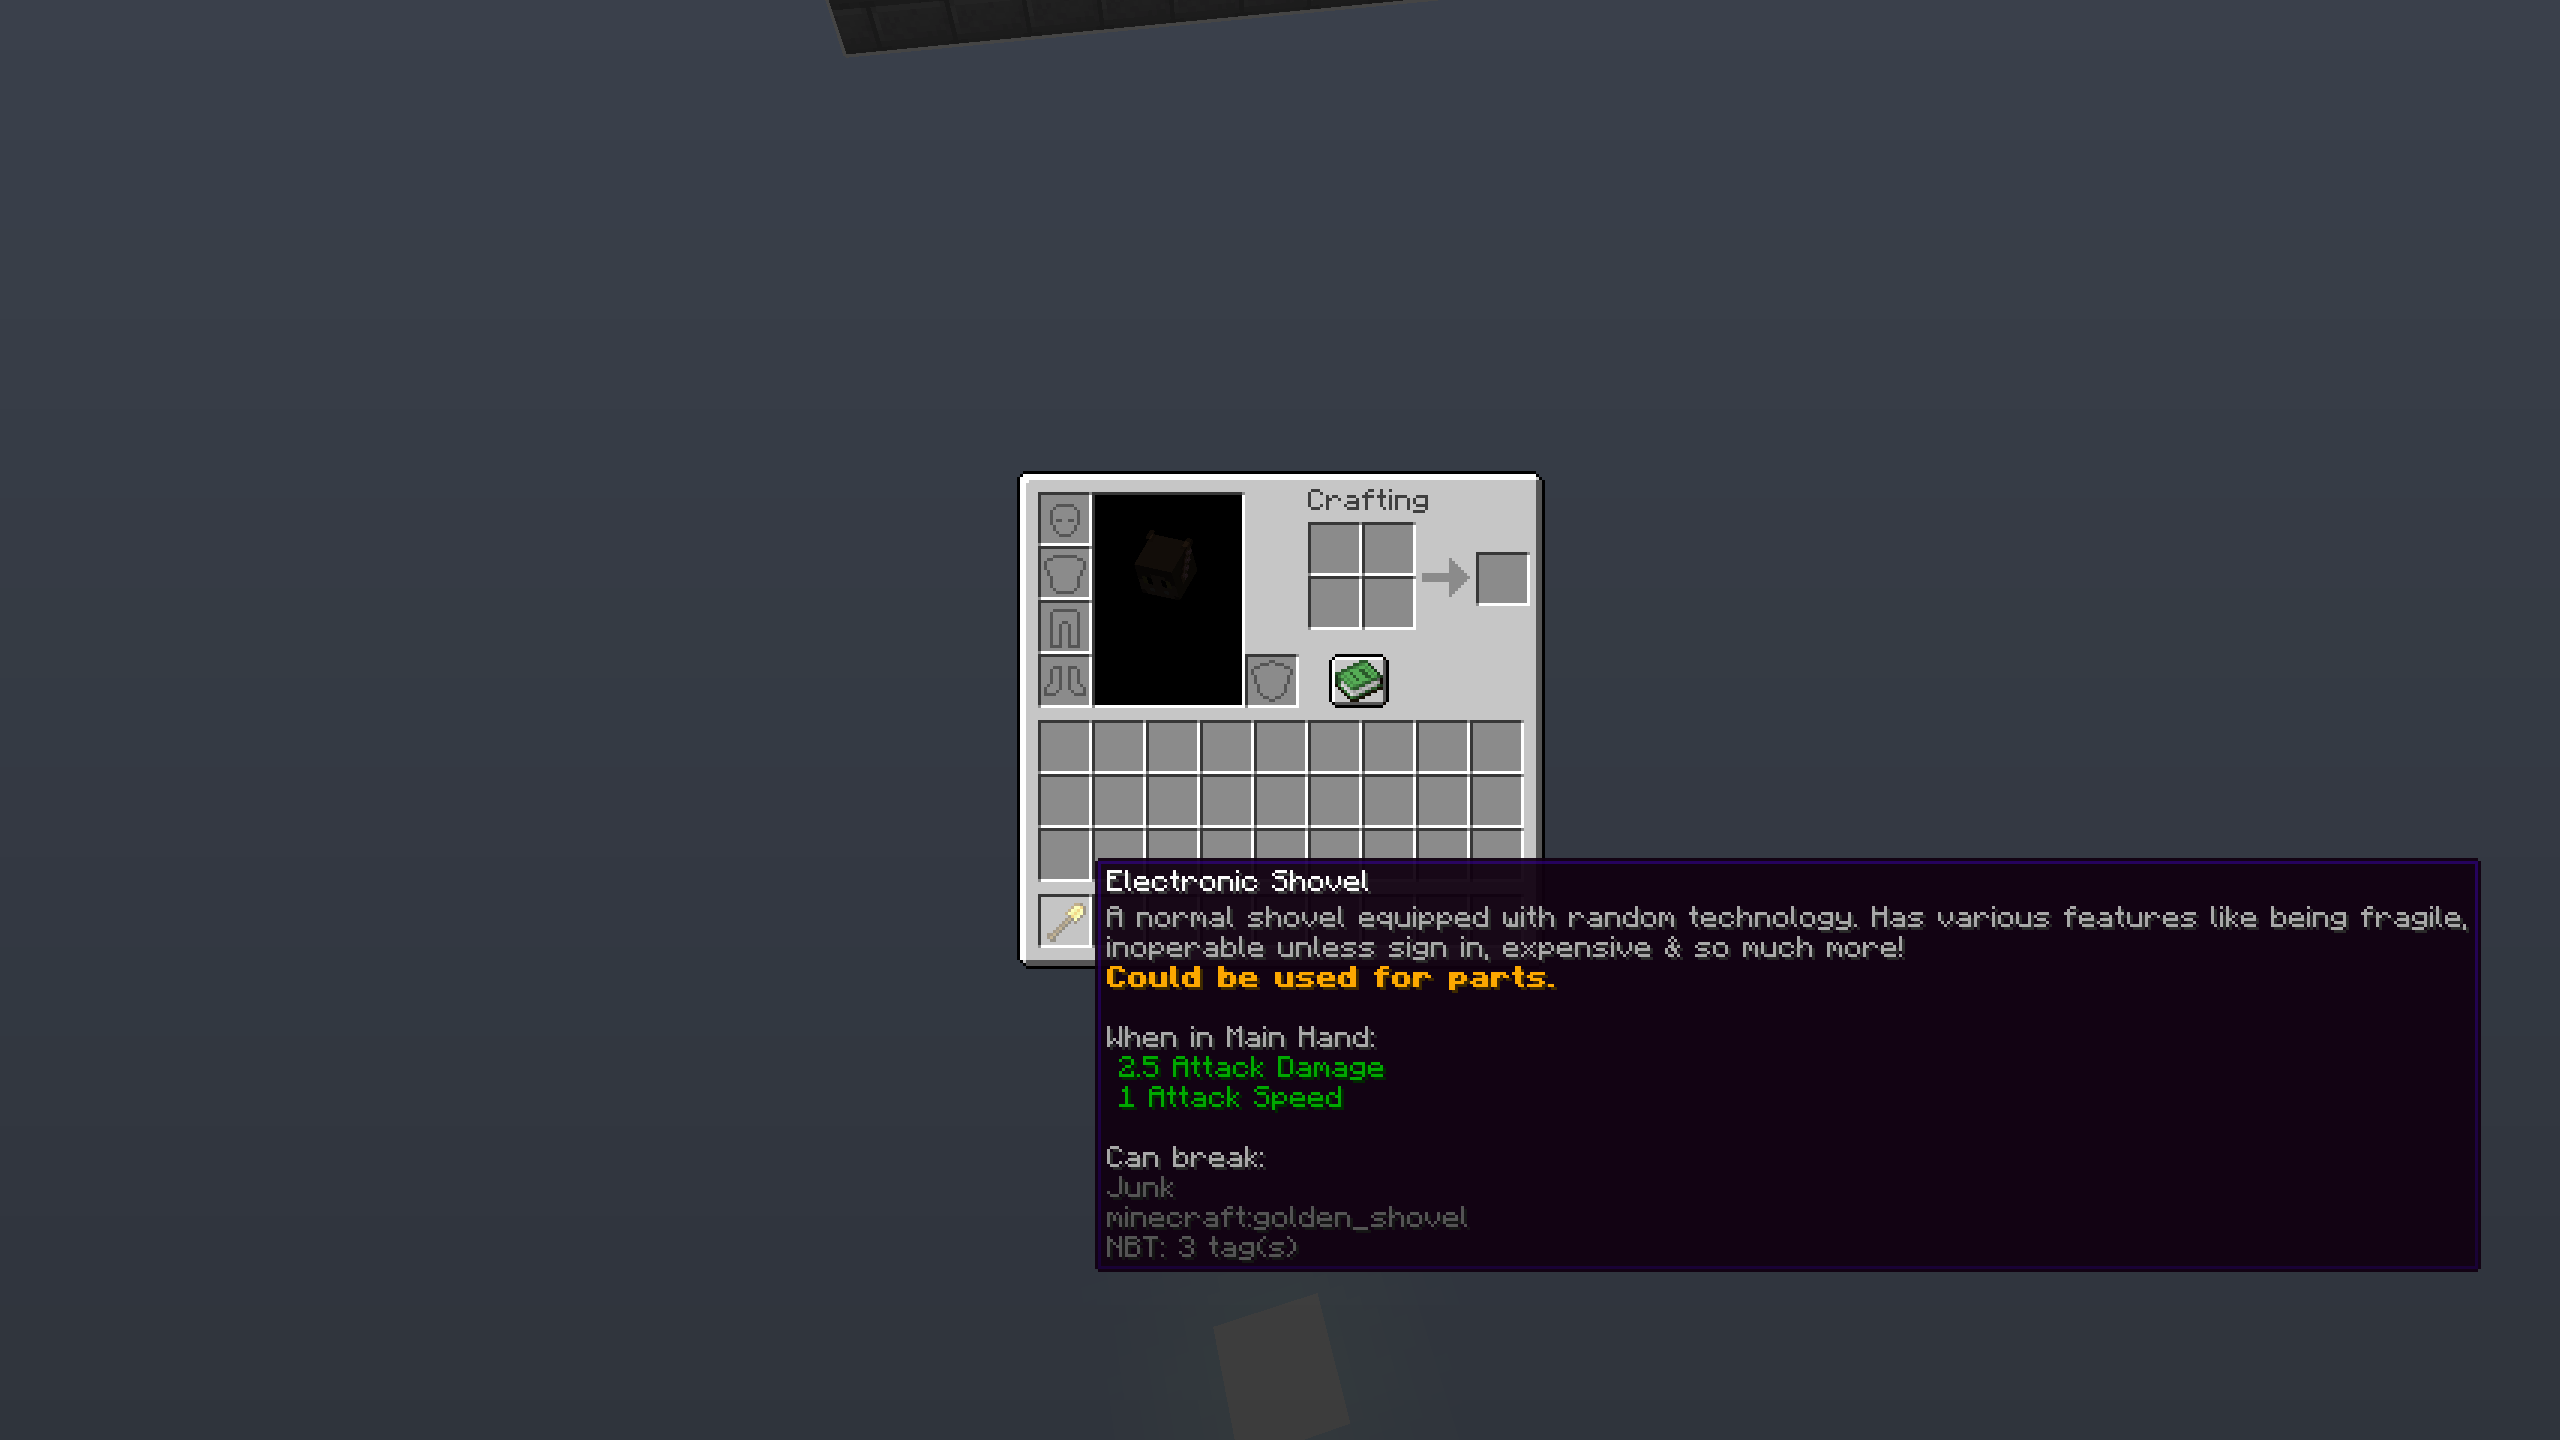 Crafting
Electronic Shovel
A normal shovel equipped with random technology. Has various features like being fragile,
inoperable unless sign in, expensive & so much more!
Could be used for parts.
When in Main Hand:
2.5 Attack Damage
1 Attack Speed
Can break:
Junk
minecraft:golden_shovel
NBT: 3 tag(s)